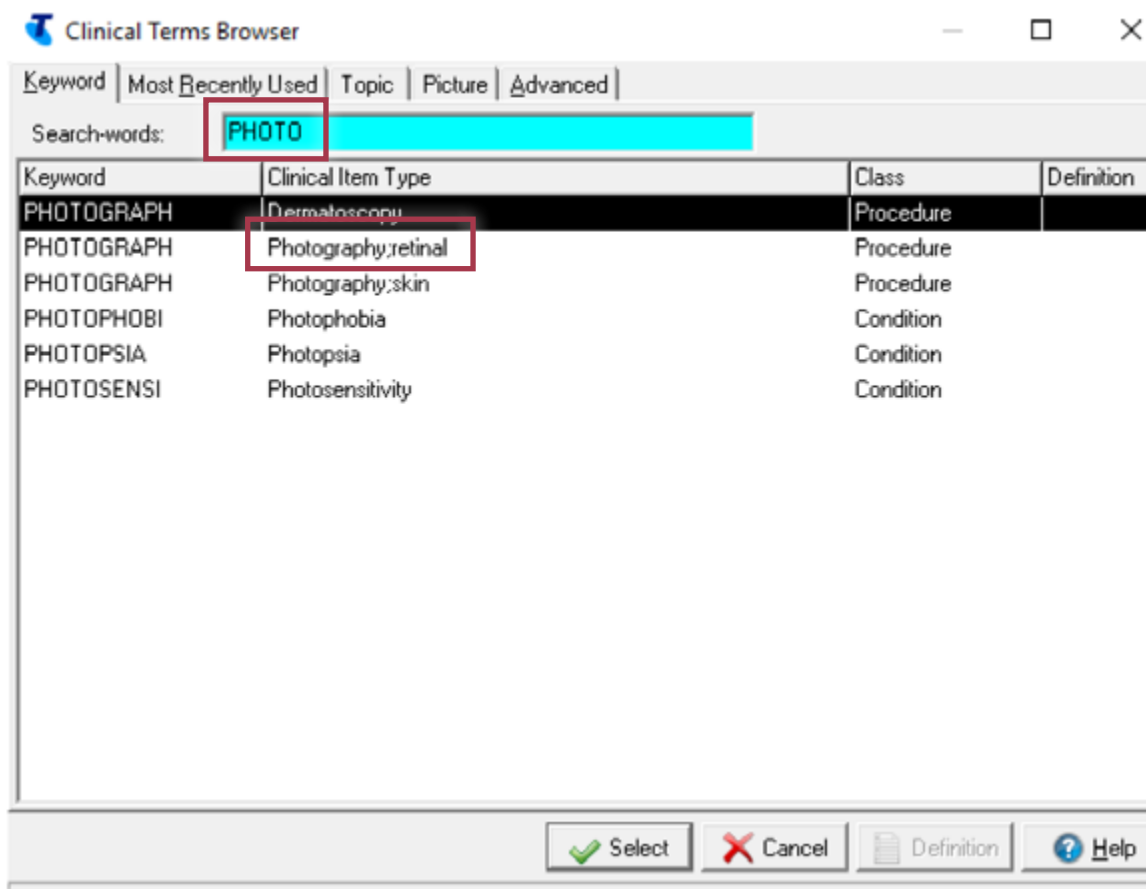 Clinical Terms Browser
Keyword Most Recently Used Topic Picture Advanced
Search-words: PHOTO
Keyword Clinical Item Type Class Definition
PHOTOGRAPH Dermatoscopy Procedure
PHOTOGRAPH Photography;retinal Procedure
PHOTOGRAPH Photography;skin Procedure
PHOTOPHOBI Photophobia Condition
PHOTOPSIA Photopsia Condition
PHOTOSENSI Photosensitivity Condition
Select Cancel Definition Help